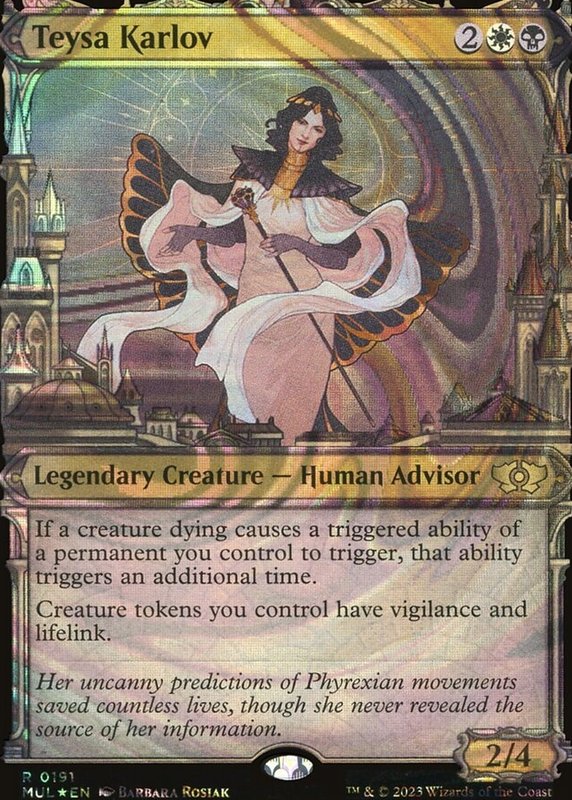 Teysa Karlov 2
Legendary Creature — Human Advisor
If a creature dying causes a triggered ability of
a permanent you control to trigger, that ability
triggers an additional time.
Creature tokens you control have vigilance and
lifelink.
Her uncanny predictions of Phyrexian movements
saved countless lives, though she never revealed the
source of her information.
2/4
R 0191
MUL★EN Barbara Rosiak ™ & © 2023 Wizards of the Coast